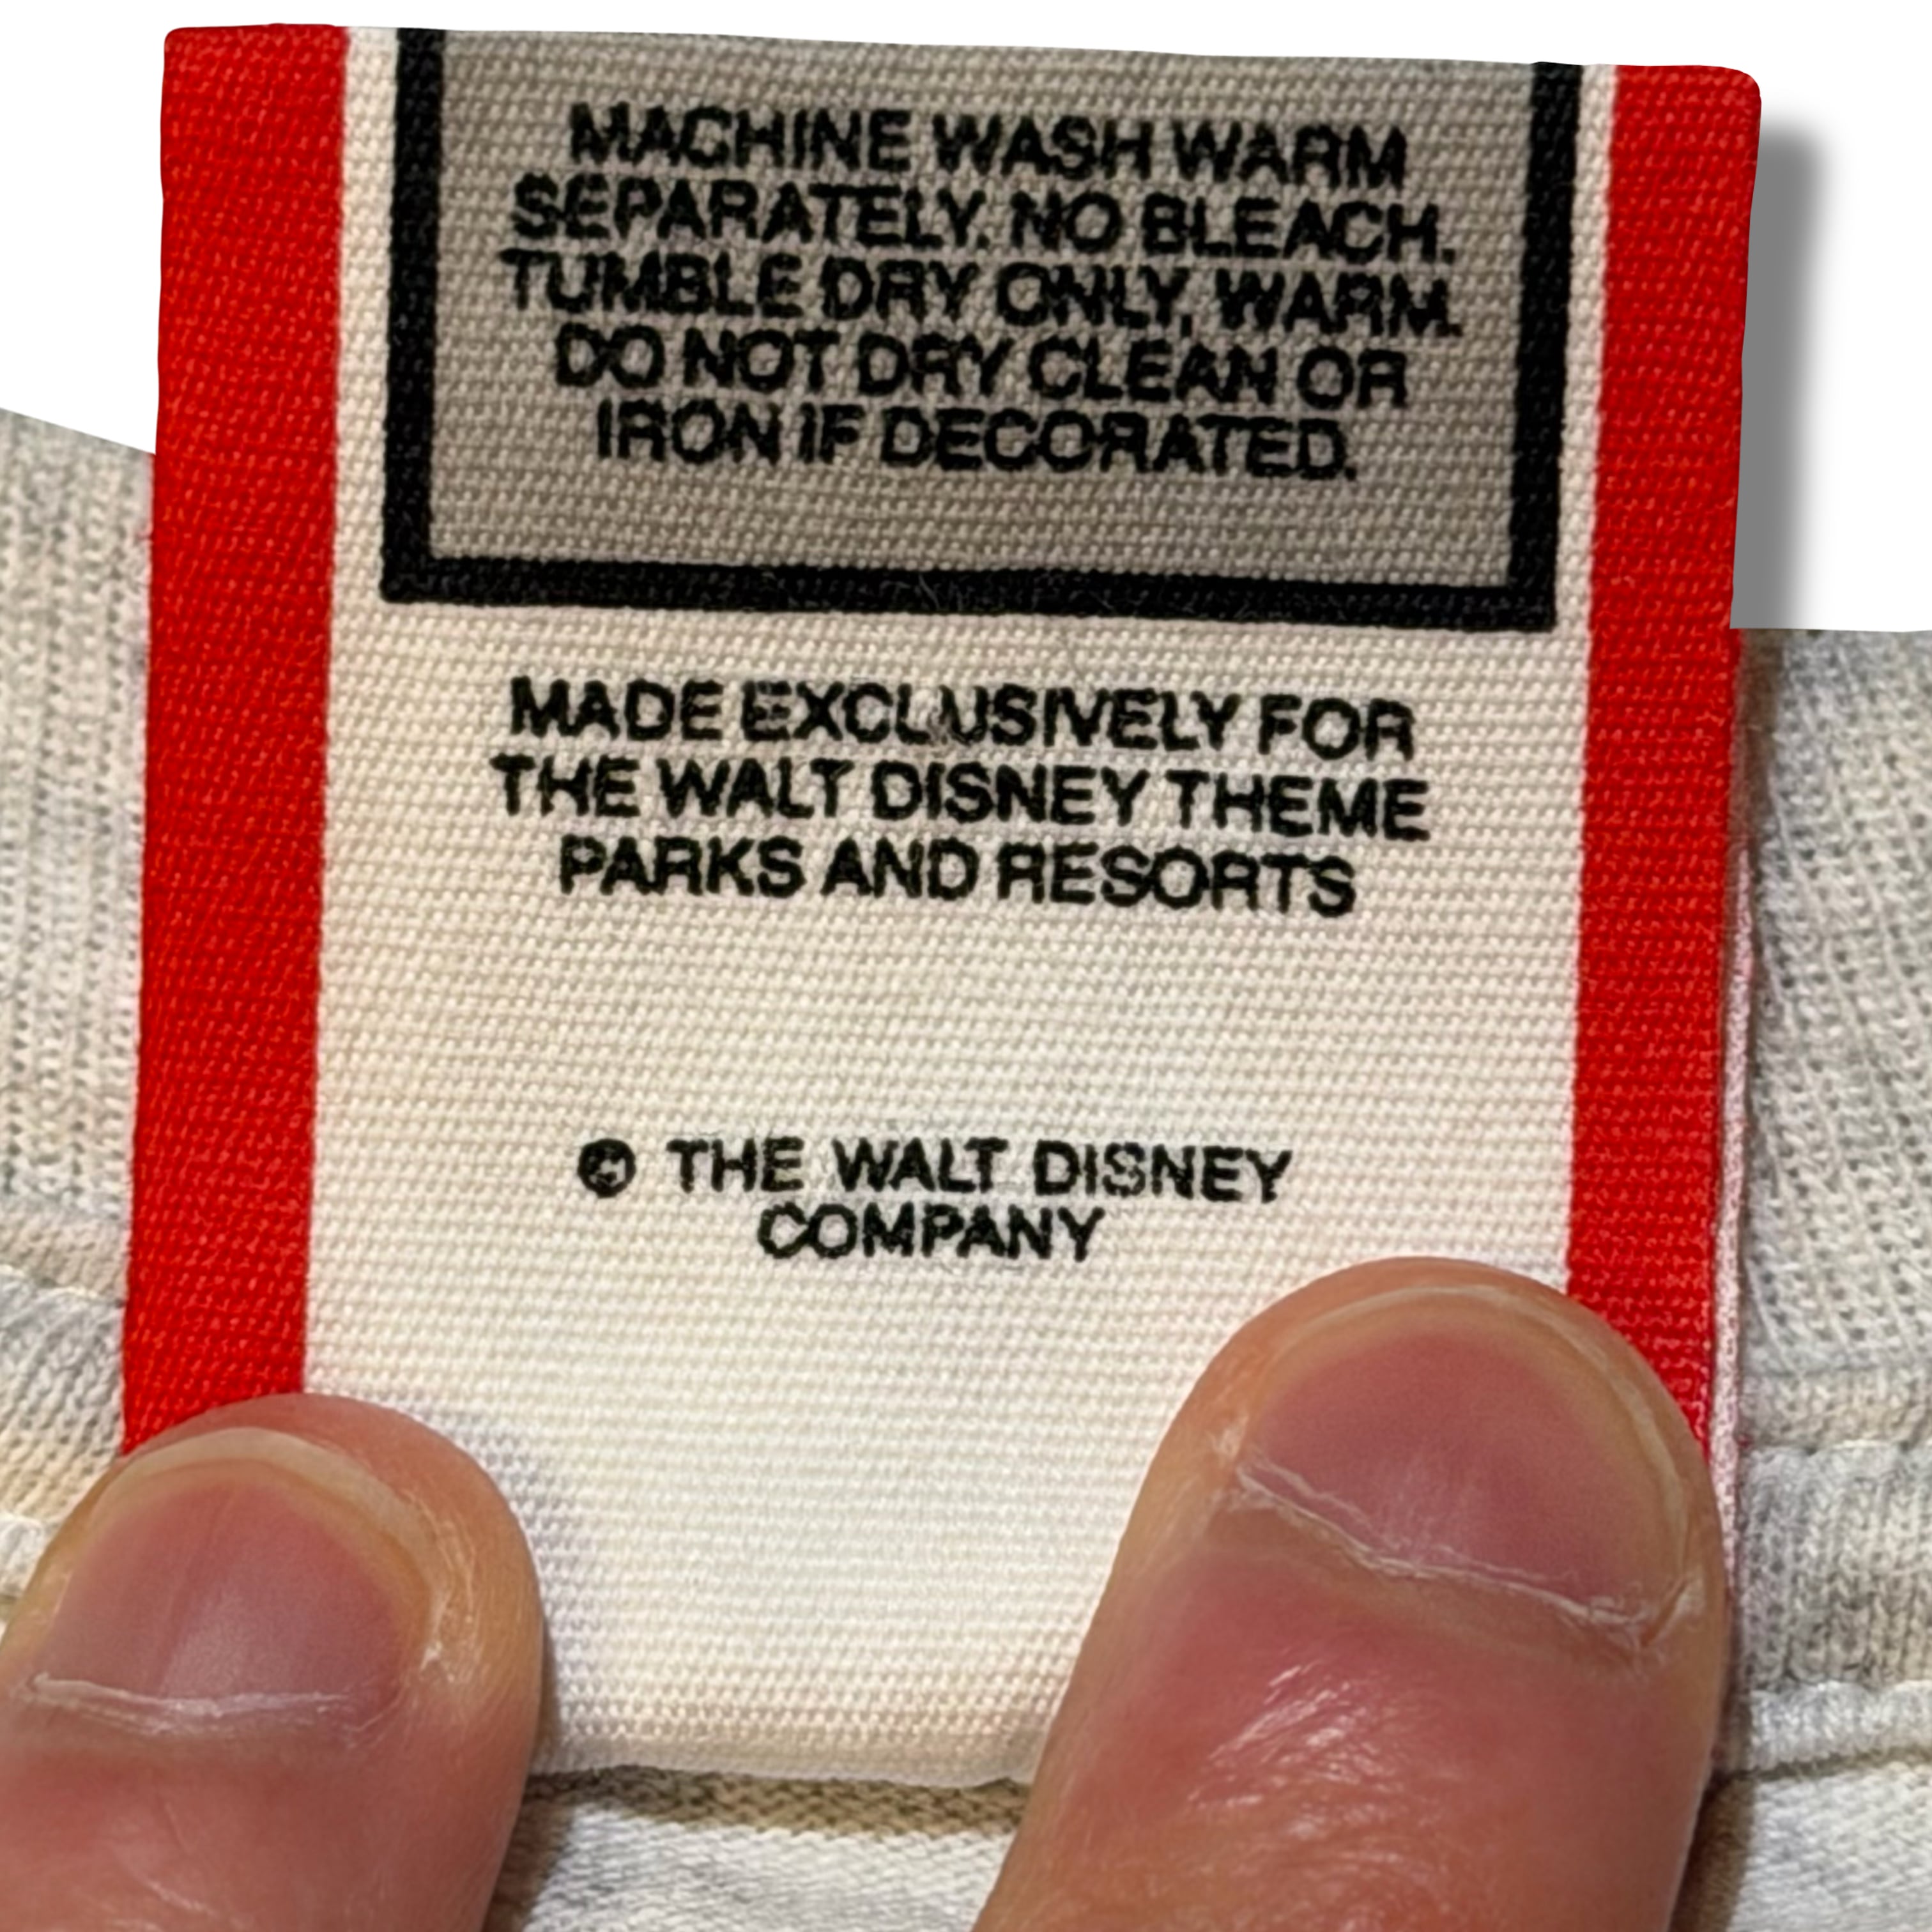 MACHINE WASH WARM
SEPARATELY. NO BLEACH.
TUMBLE DRY ONLY, WARM.
DO NOT DRY CLEAN OR
IRON IF DECORATED.
MADE EXCLUSIVELY FOR
THE WALT DISNEY THEME
PARKS AND RESORTS
© THE WALT DISNEY
COMPANY